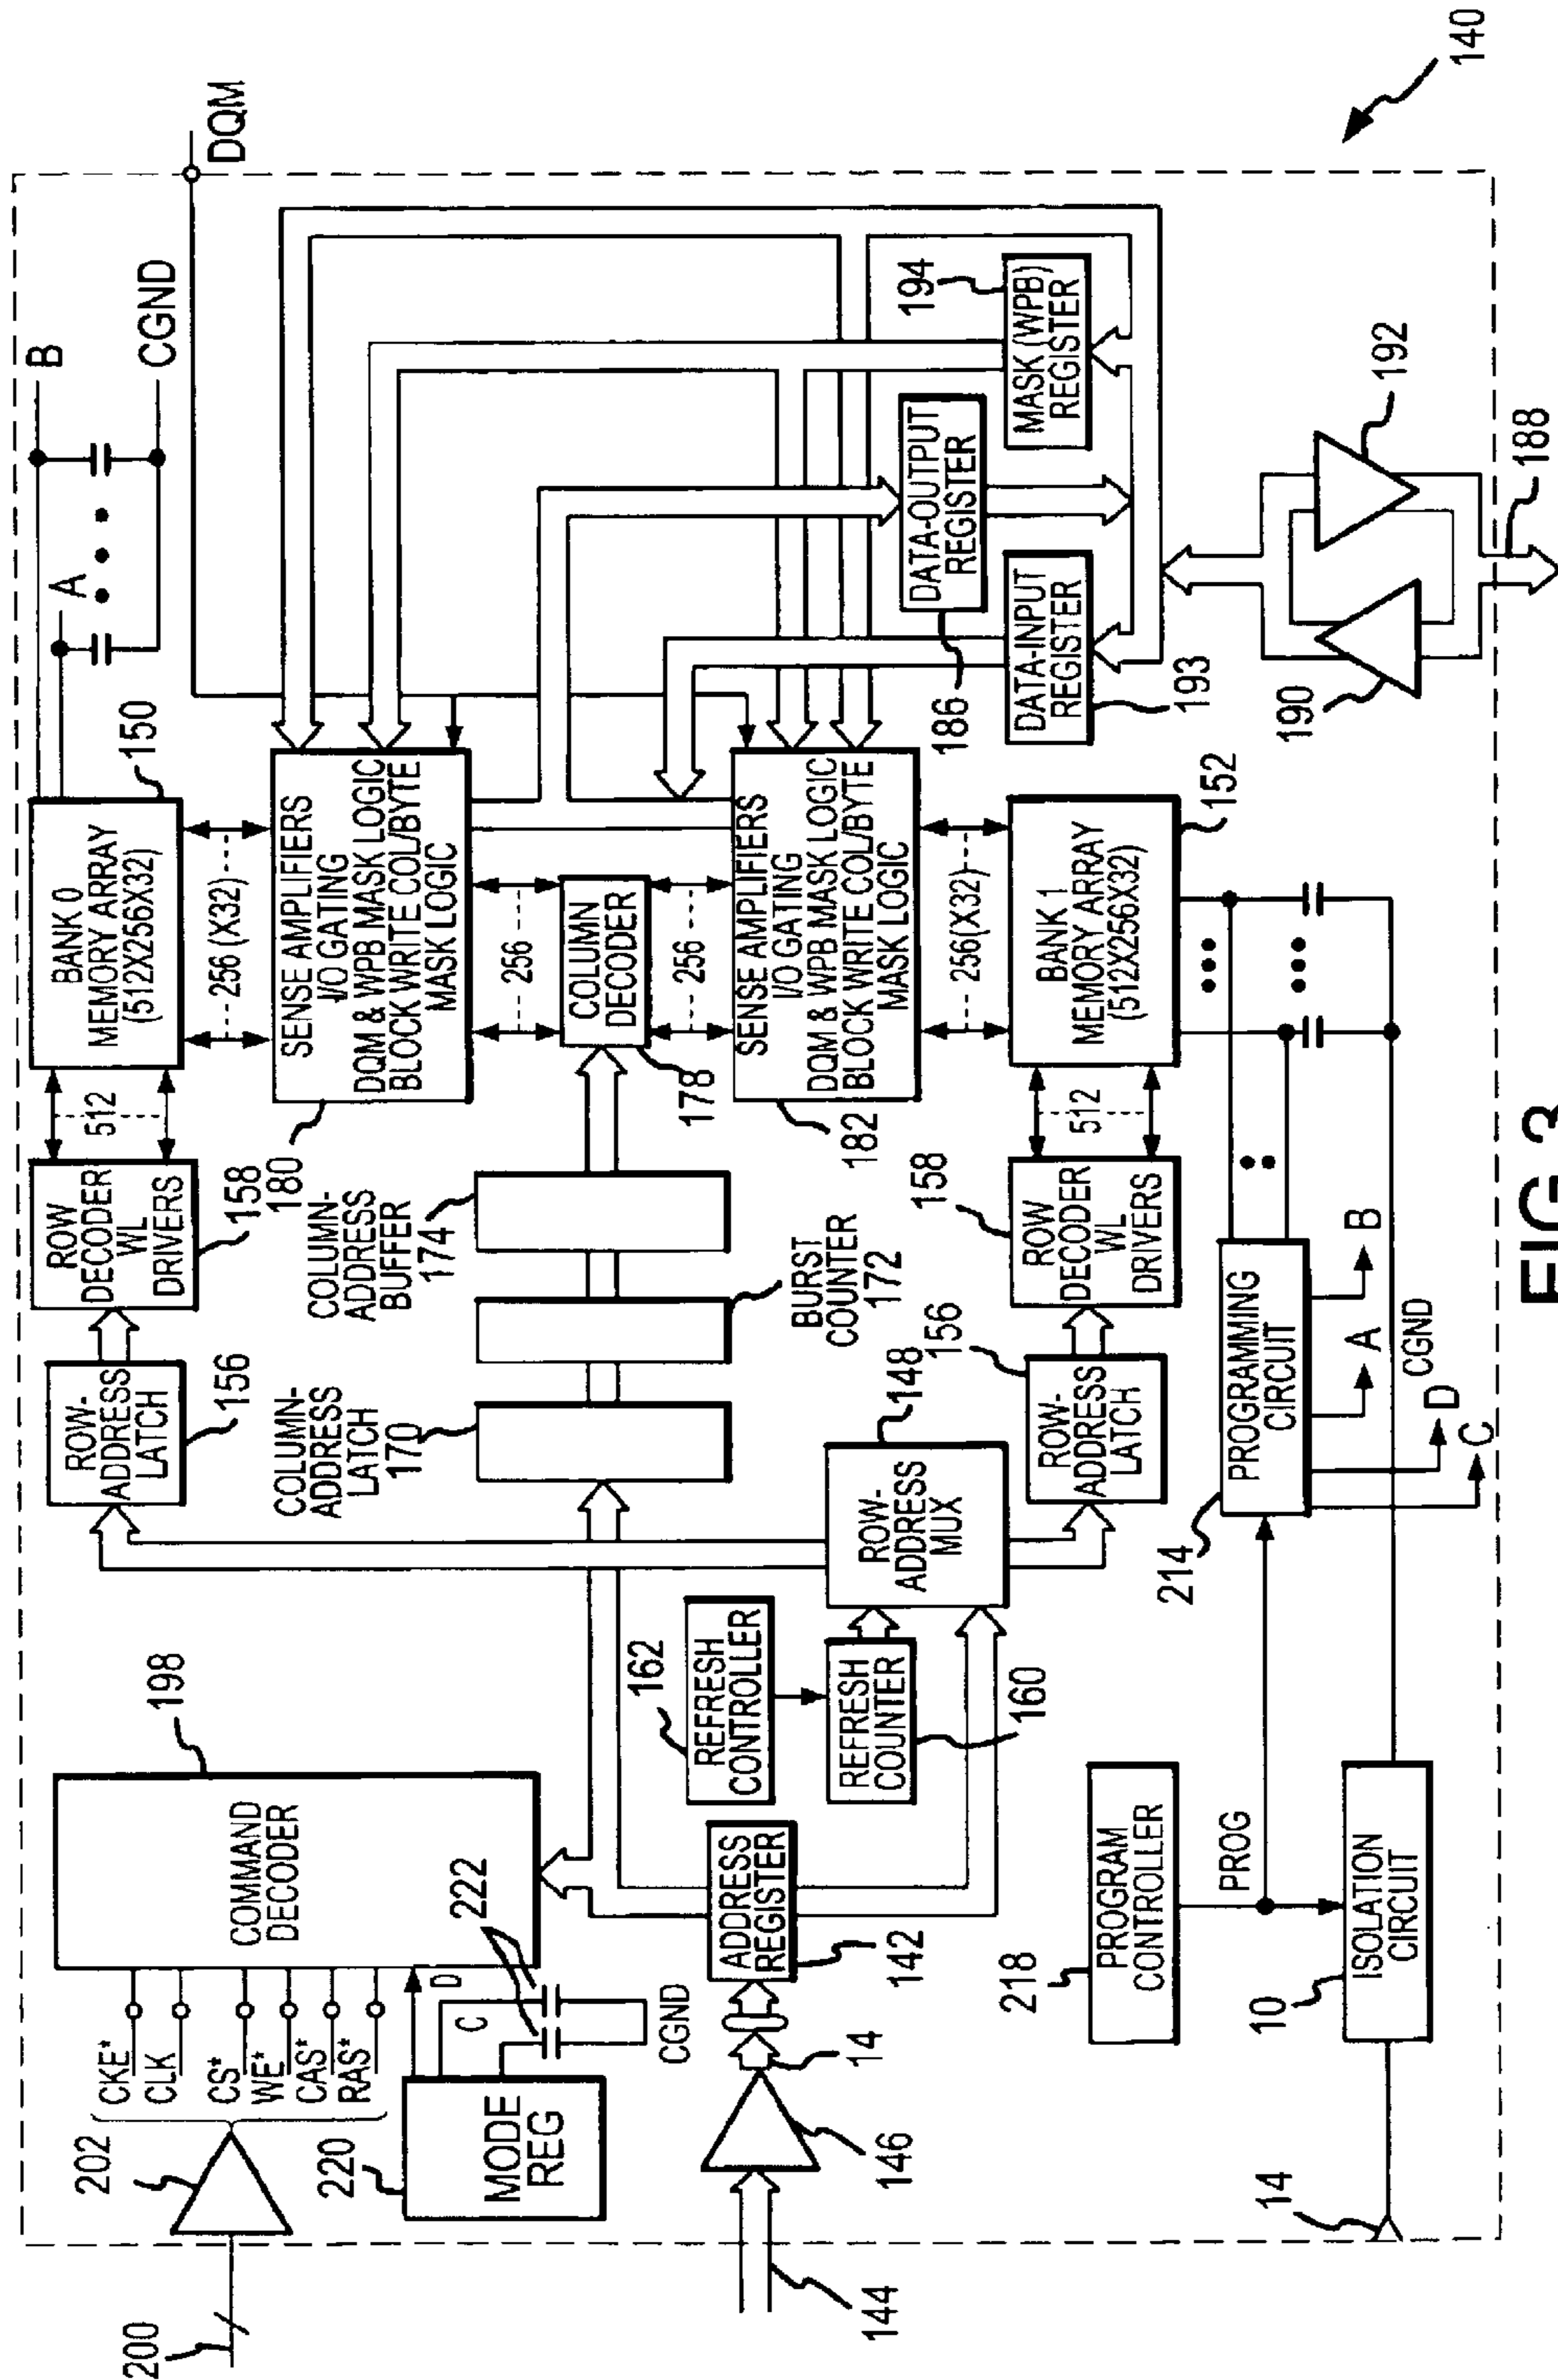 200
202
CKE*
CLK
CS*
WE*
CAS*
RAS*
COMMAND
DECODER
198
220
MODE
REG
C
D
222
CGND
144
146
14
ADDRESS
REGISTER
142
REFRESH
CONTROLLER
162
REFRESH
COUNTER
160
ROW-
ADDRESS
MUX
148
ROW-
ADDRESS
LATCH
156
ROW
DECODER
WL
DRIVERS
158
512
BANK 0
MEMORY ARRAY
(512X256X32)
150
A
B
CGND
DQM
256 (X32)
SENSE AMPLIFIERS
I/O GATING
DQM & WPB MASK LOGIC
BLOCK WRITE COL/BYTE
MASK LOGIC
180
COLUMN-
ADDRESS
LATCH
170
BURST
COUNTER
172
COLUMN-
ADDRESS
BUFFER
174
256
COLUMN
DECODER
178
256
SENSE AMPLIFIERS
I/O GATING
DQM & WPB MASK LOGIC
BLOCK WRITE COL/BYTE
MASK LOGIC
182
256(X32)
ROW-
ADDRESS
LATCH
156
ROW
DECODER
WL
DRIVERS
158
512
BANK 1
MEMORY ARRAY
(512X256X32)
152
DATA-INPUT
REGISTER
193
DATA-OUTPUT
REGISTER
186
MASK (WPB)
REGISTER
194
190
192
188
140
218
PROGRAM
CONTROLLER
PROG
214
PROGRAMMING
CIRCUIT
A
B
C
D
CGND
10
ISOLATION
CIRCUIT
14
FIG.3